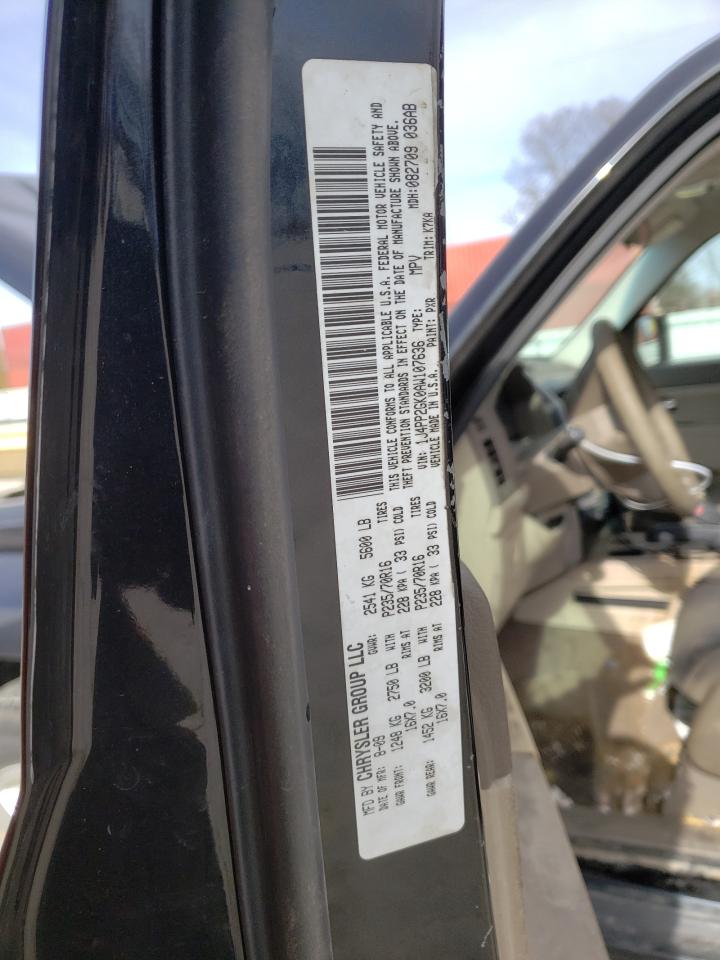 MFD BY CHRYSLER GROUP LLC
DATE OF MFR: 8-09 GVWR: 2541 KG 5600 LB
GAWR FRONT: 1248 KG 2750 LB WITH P235/70R16 TIRES
16X7.0 RIMS AT 228 KPA ( 33 PSI) COLD
GAWR REAR: 1452 KG 3200 LB WITH P235/70R16 TIRES
16X7.0 RIMS AT 228 KPA ( 33 PSI) COLD
THIS VEHICLE CONFORMS TO ALL APPLICABLE U.S.A. FEDERAL MOTOR VEHICLE SAFETY AND
THEFT PREVENTION STANDARDS IN EFFECT ON THE DATE OF MANUFACTURE SHOWN ABOVE.
VIN: 1J4PP2GK0AW107636 TYPE: MPV MDH:082709 036AB
VEHICLE MADE IN U.S.A. PAINT: PXR TRIM: K7KA